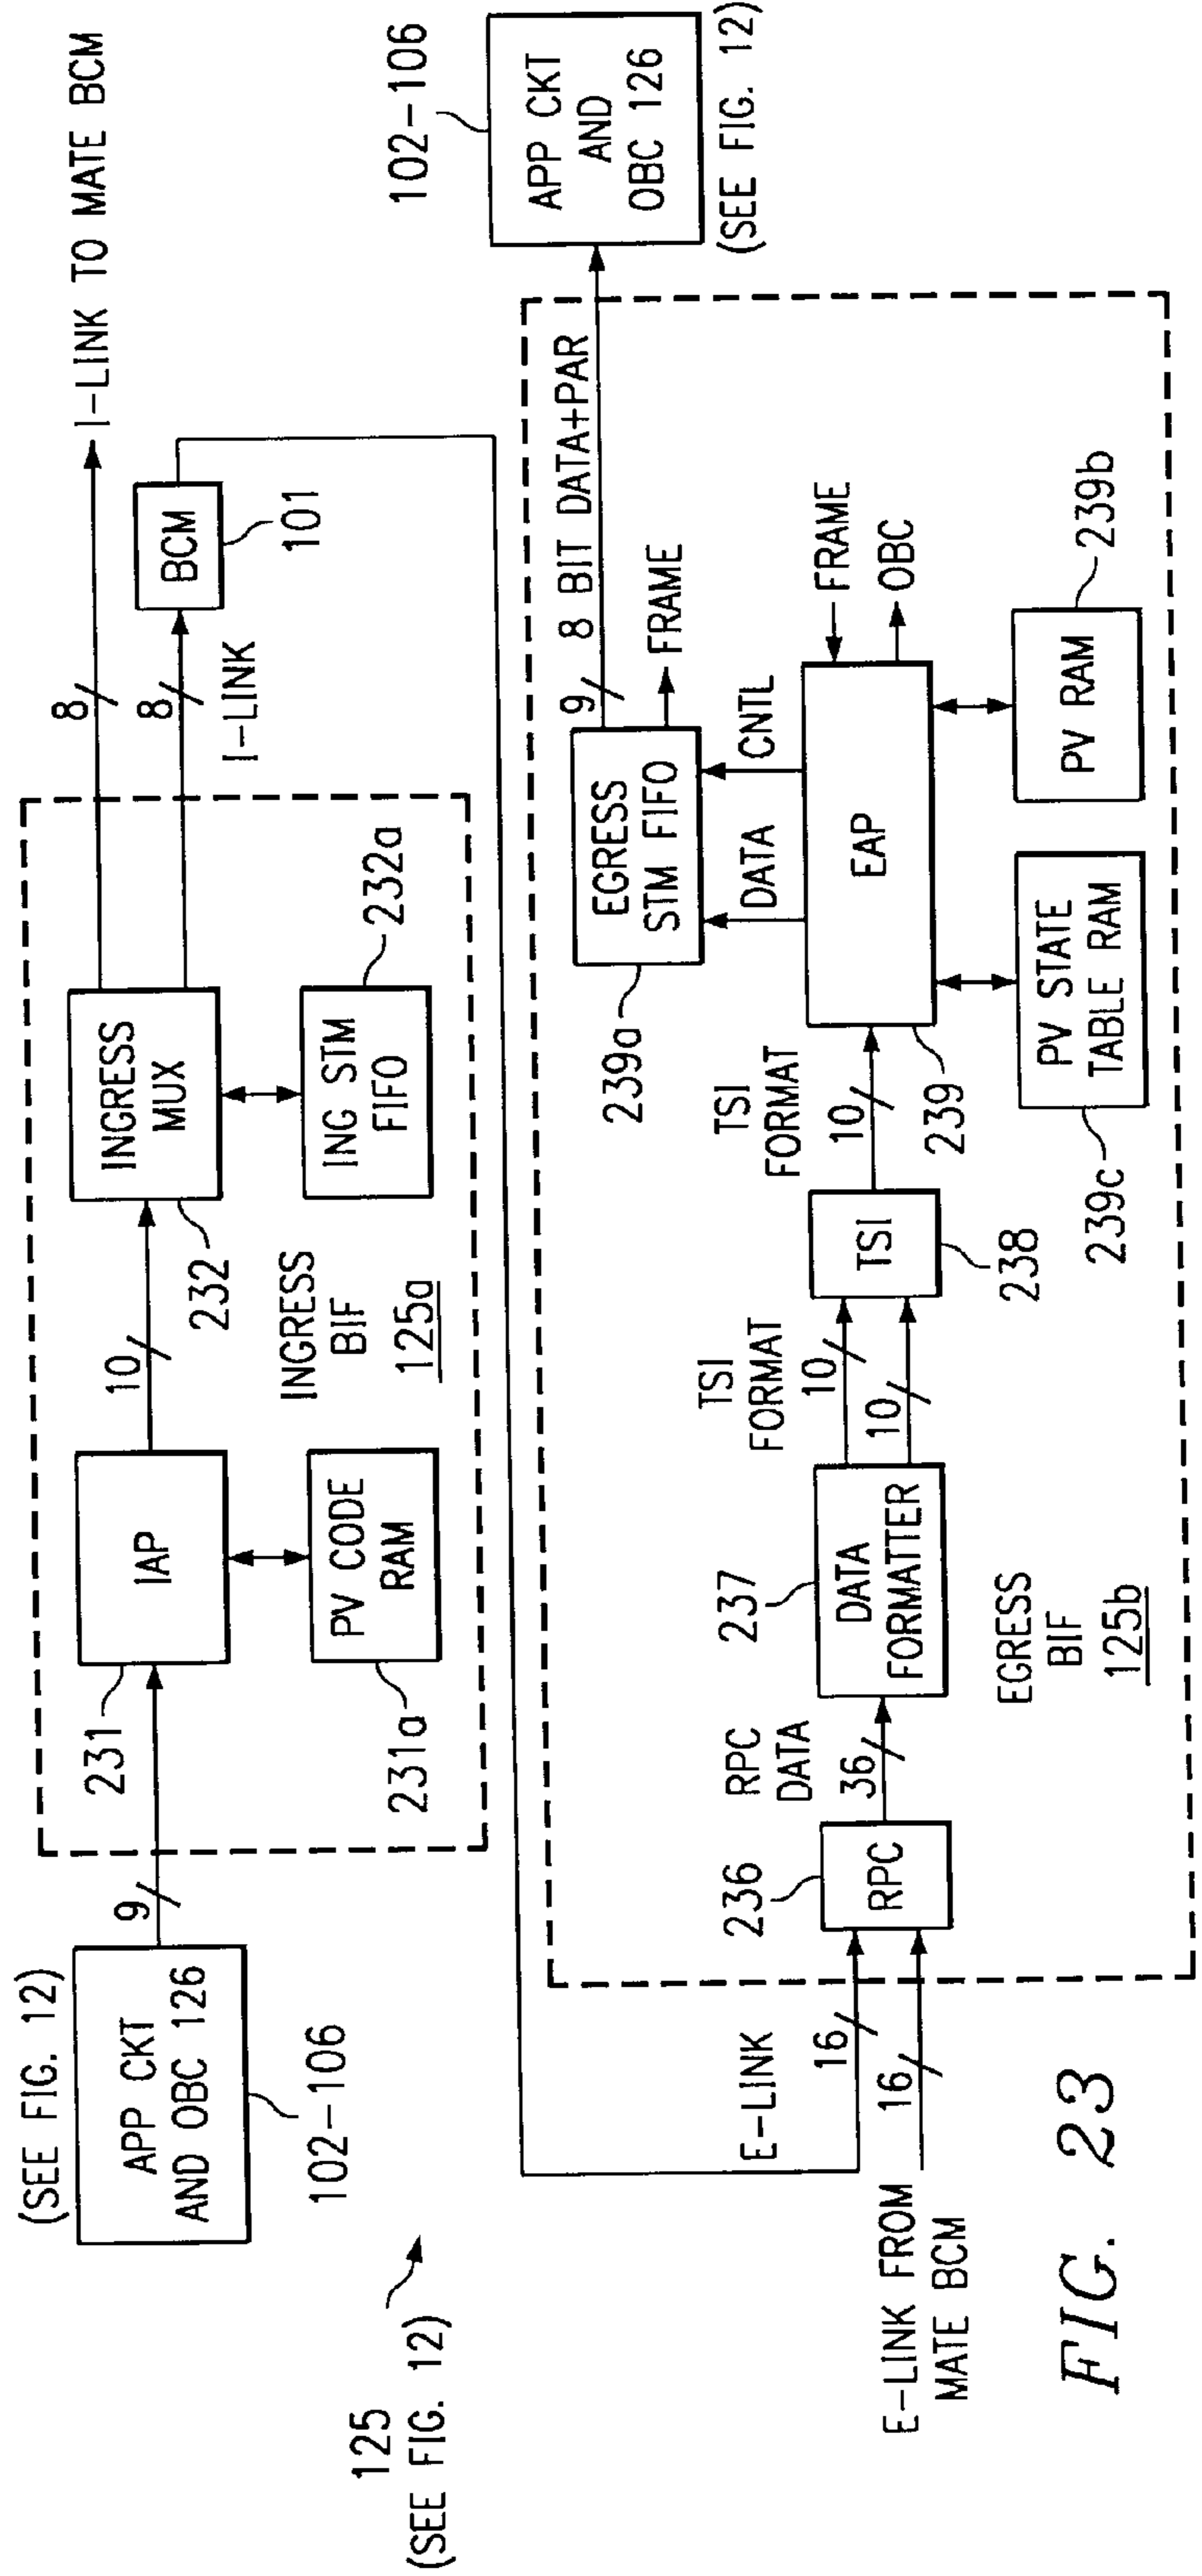 (SEE FIG. 12)
APP CKT
AND OBC 126
102-106
9
231
IAP
PV CODE
RAM
231a
10
232
INGRESS
MUX
ING STM
FIFO
232a
INGRESS
BIF
125a
8
I-LINK TO MATE BCM
8
I-LINK
BCM
101
125
(SEE FIG. 12)
E-LINK
16
16
E-LINK FROM
MATE BCM
236
RPC
RPC
DATA
36
237
DATA
FORMATTER
TSI
FORMAT
10
10
TSI
238
TSI
FORMAT
10
239
EAP
DATA
CNTL
239a
EGRESS
STM FIFO
9
8 BIT DATA+PAR
FRAME
FRAME
OBC
PV STATE
TABLE RAM
239c
PV RAM
239b
EGRESS
BIF
125b
102-106
APP CKT
AND
OBC 126
(SEE FIG. 12)
FIG. 23